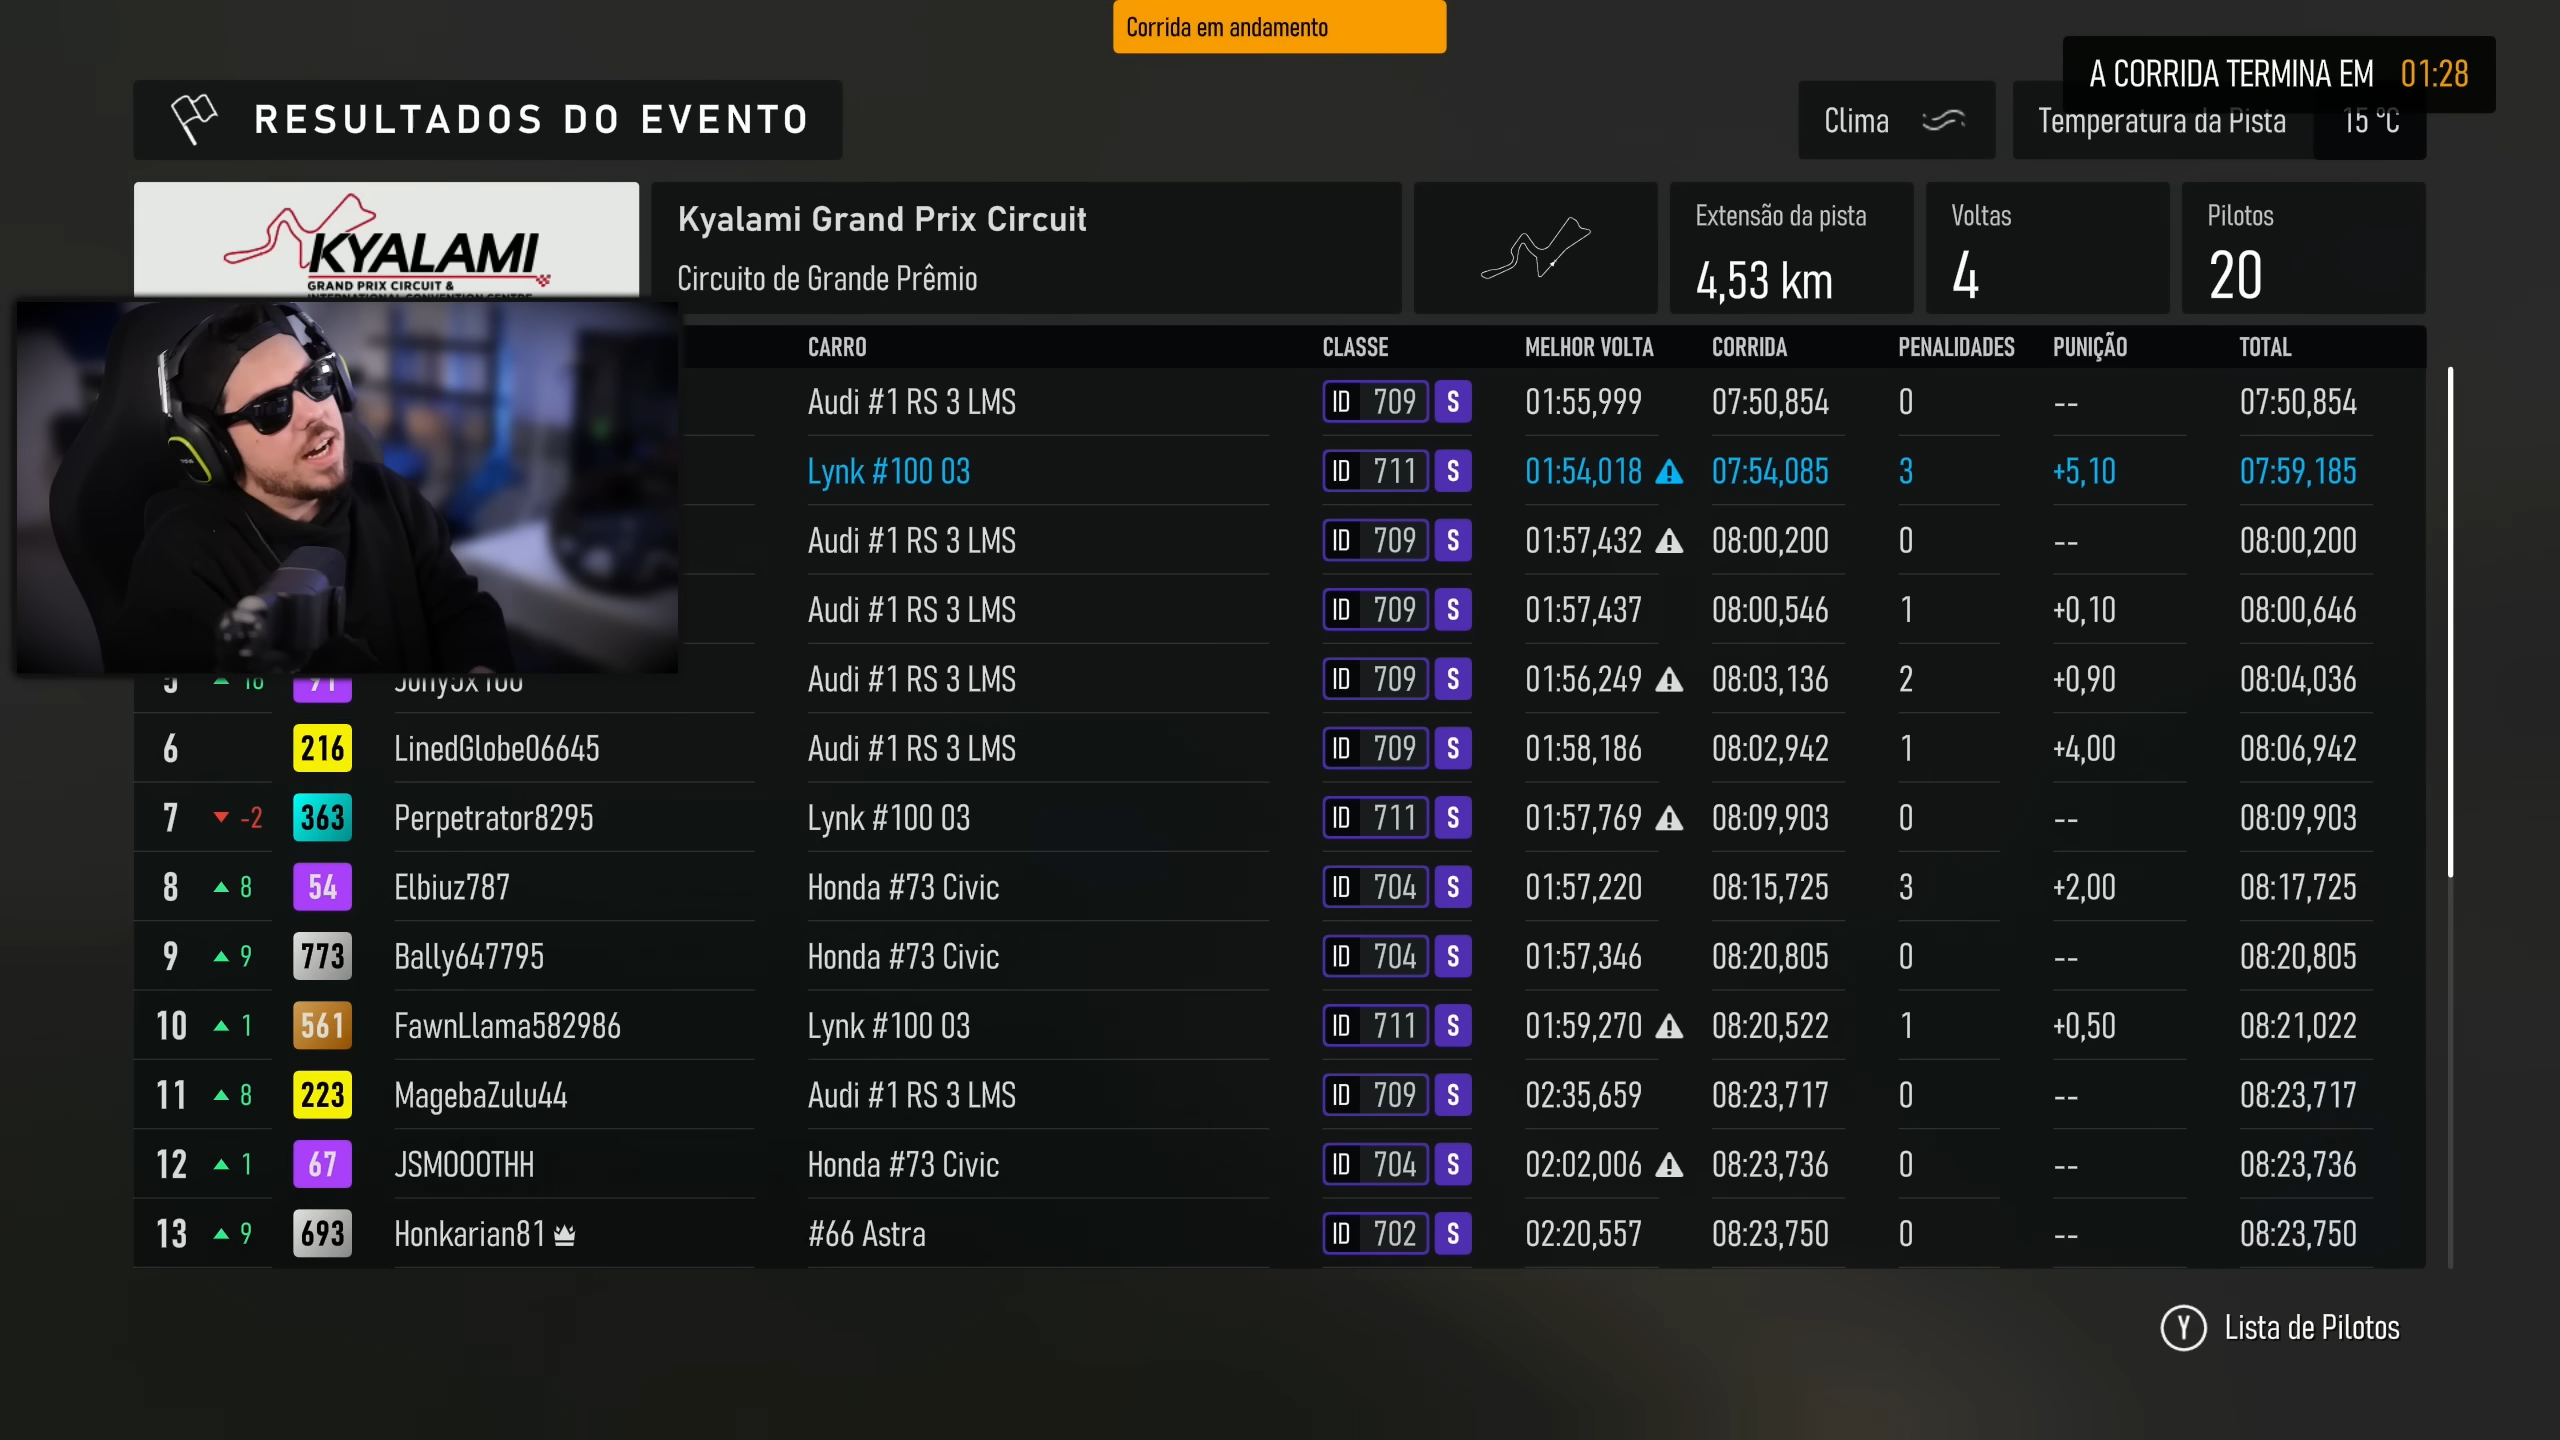 Corrida em andamento
A CORRIDA TERMINA EM 01:28
RESULTADOS DO EVENTO
Clima
Temperatura da Pista 15 °C
KYALAMI
GRAND PRIX CIRCUIT &
INTERNATIONAL CONVENTION CENTRE
Kyalami Grand Prix Circuit
Circuito de Grande Prêmio
Extensão da pista
4,53 km
Voltas
4
Pilotos
20
CARRO CLASSE MELHOR VOLTA CORRIDA PENALIDADES PUNIÇÃO TOTAL
Audi #1 RS 3 LMS ID 709 S 01:55,999 07:50,854 0 -- 07:50,854
Lynk #100 03 ID 711 S 01:54,018 07:54,085 3 +5,10 07:59,185
Audi #1 RS 3 LMS ID 709 S 01:57,432 08:00,200 0 -- 08:00,200
Audi #1 RS 3 LMS ID 709 S 01:57,437 08:00,546 1 +0,10 08:00,646
5 91 Audi #1 RS 3 LMS ID 709 S 01:56,249 08:03,136 2 +0,90 08:04,036
6 216 LinedGlobe06645 Audi #1 RS 3 LMS ID 709 S 01:58,186 08:02,942 1 +4,00 08:06,942
7 -2 363 Perpetrator8295 Lynk #100 03 ID 711 S 01:57,769 08:09,903 0 -- 08:09,903
8 8 54 Elbiuz787 Honda #73 Civic ID 704 S 01:57,220 08:15,725 3 +2,00 08:17,725
9 9 773 Bally647795 Honda #73 Civic ID 704 S 01:57,346 08:20,805 0 -- 08:20,805
10 1 561 FawnLlama582986 Lynk #100 03 ID 711 S 01:59,270 08:20,522 1 +0,50 08:21,022
11 8 223 MagebaZulu44 Audi #1 RS 3 LMS ID 709 S 02:35,659 08:23,717 0 -- 08:23,717
12 1 67 JSMOOOTHH Honda #73 Civic ID 704 S 02:02,006 08:23,736 0 -- 08:23,736
13 9 693 Honkarian81 #66 Astra ID 702 S 02:20,557 08:23,750 0 -- 08:23,750
Y Lista de Pilotos